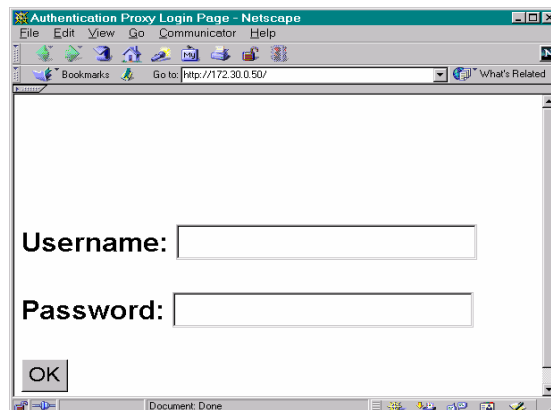 Authentication Proxy Login Page - Netscape
File Edit View Go Communicator Help
Bookmarks Go to: http://172.30.0.50/ What's Related
Username:
Password:
OK
Document: Done